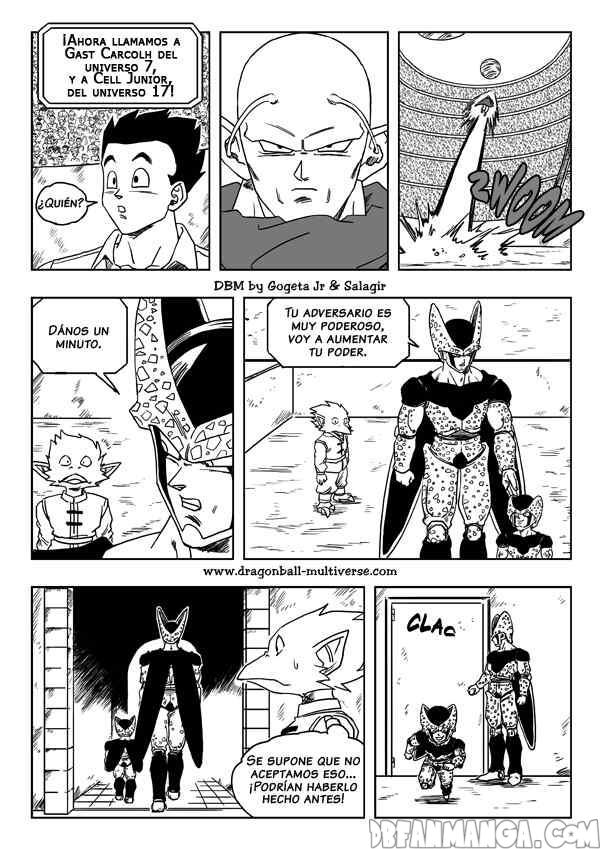 ¡Ahora llamamos a
Gast Carcolh del
universo 7,
y a Cell Junior,
del universo 17!
¿Quién?
ZWOOM
DBM by Gogeta Jr & Salagir
Dános un
minuto.
Tu adversario es
muy poderoso,
voy a aumentar
tu poder.
www.dragonball-multiverse.com
Clac
Se supone que no
aceptamos eso...
¡Podrían haberlo
hecho antes!
DBFANMANGA.COM